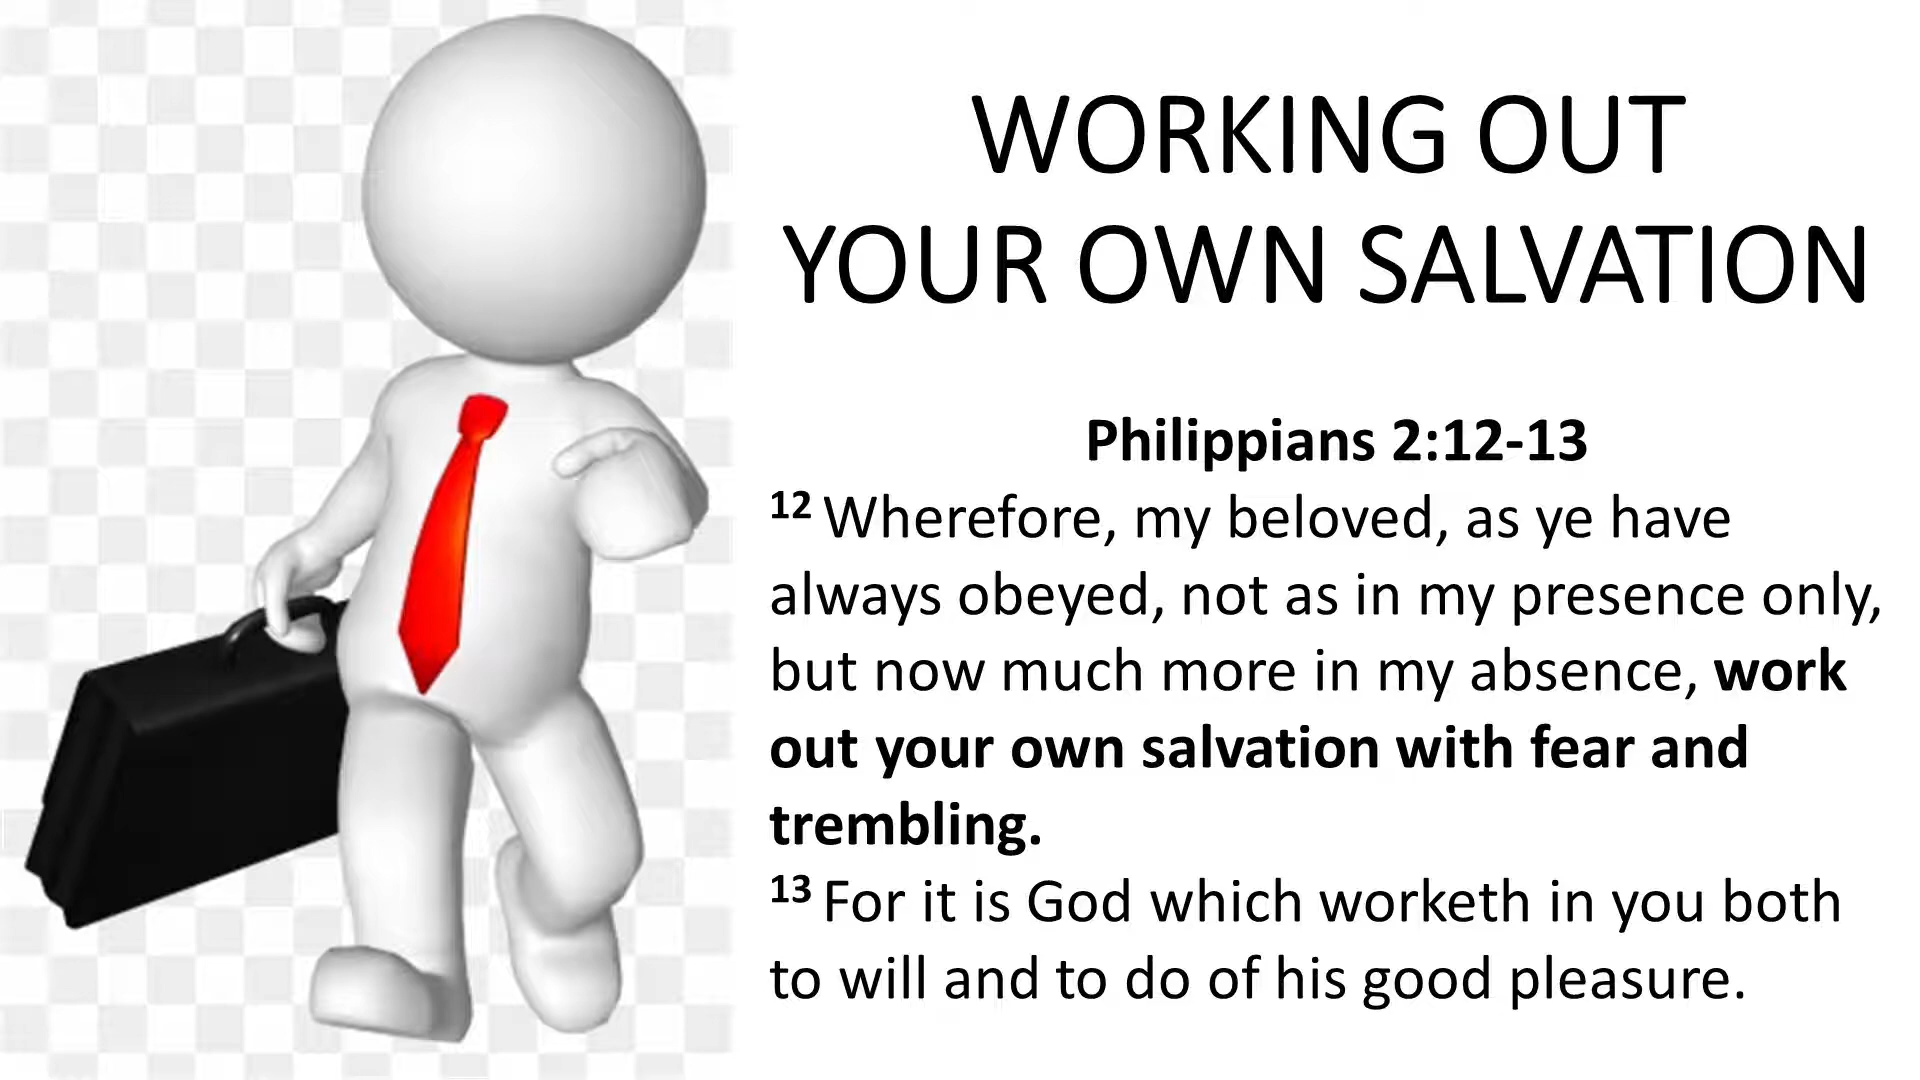 WORKING OUT
YOUR OWN SALVATION
Philippians 2:12-13
12 Wherefore, my beloved, as ye have
always obeyed, not as in my presence only,
but now much more in my absence, work
out your own salvation with fear and
trembling.
13 For it is God which worketh in you both
to will and to do of his good pleasure.